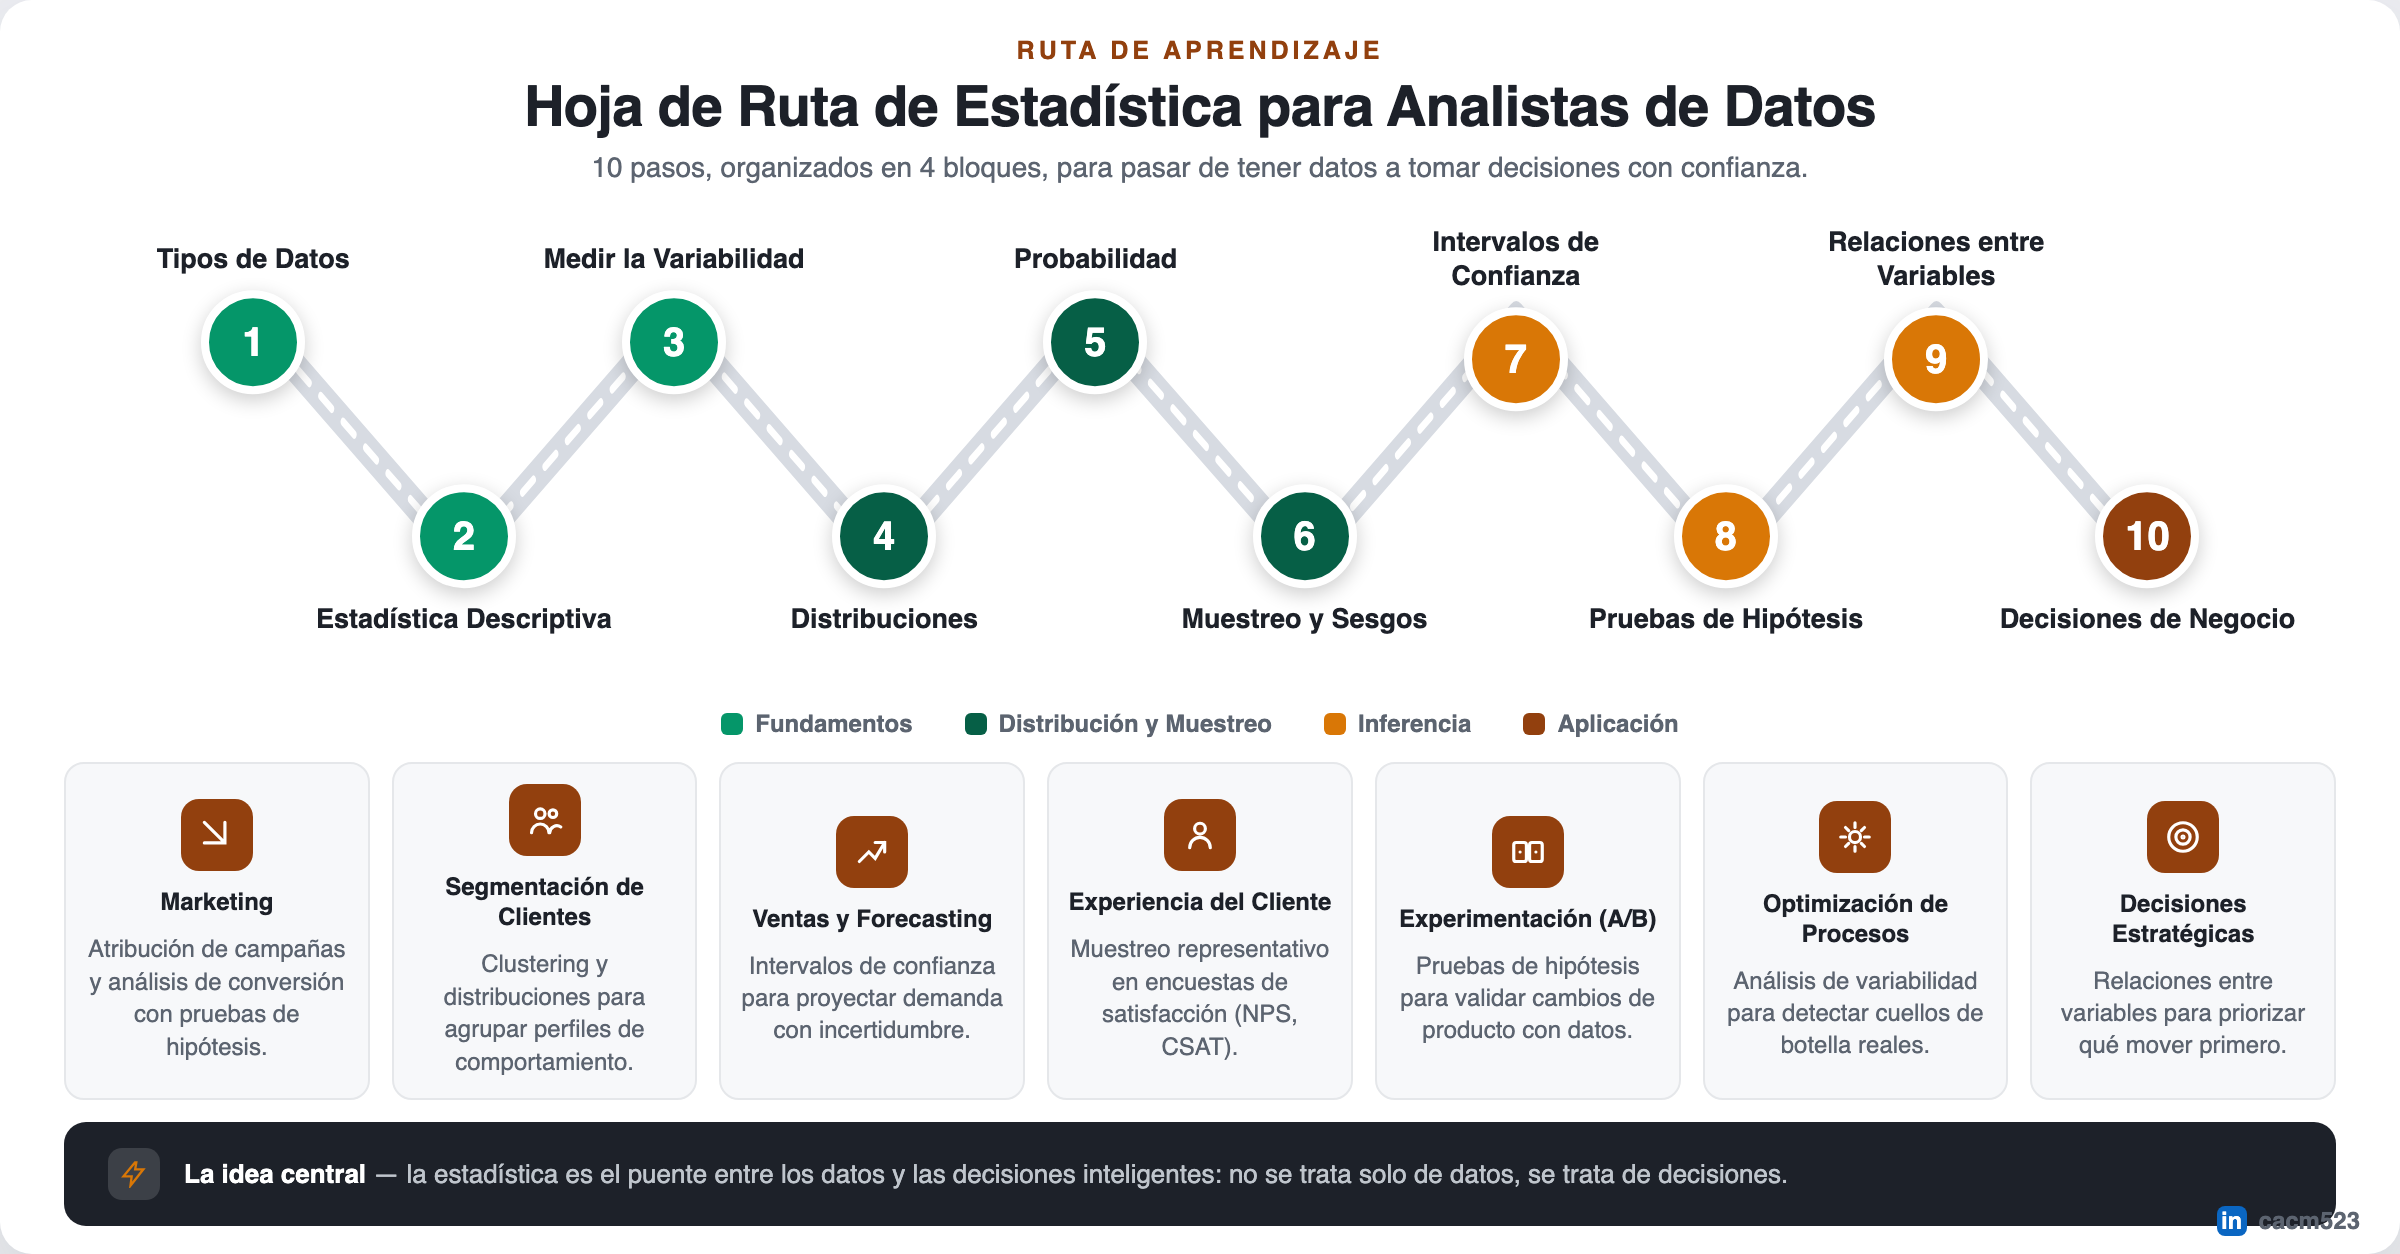 RUTA DE APRENDIZAJE
Hoja de Ruta de Estadística para Analistas de Datos
10 pasos, organizados en 4 bloques, para pasar de tener datos a tomar decisiones con confianza.
Tipos de Datos
1
2
Estadística Descriptiva
Medir la Variabilidad
3
4
Distribuciones
Probabilidad
5
6
Muestreo y Sesgos
Intervalos de
Confianza
7
8
Pruebas de Hipótesis
Relaciones entre
Variables
9
10
Decisiones de Negocio
Fundamentos
Distribución y Muestreo
Inferencia
Aplicación
Marketing
Atribución de campañas
y análisis de conversión
con pruebas de
hipótesis.
Segmentación de
Clientes
Clustering y
distribuciones para
agrupar perfiles de
comportamiento.
Ventas y Forecasting
Intervalos de confianza
para proyectar demanda
con incertidumbre.
Experiencia del Cliente
Muestreo representativo
en encuestas de
satisfacción (NPS,
CSAT).
Experimentación (A/B)
Pruebas de hipótesis
para validar cambios de
producto con datos.
Optimización de
Procesos
Análisis de variabilidad
para detectar cuellos de
botella reales.
Decisiones
Estratégicas
Relaciones entre
variables para priorizar
qué mover primero.
La idea central — la estadística es el puente entre los datos y las decisiones inteligentes: no se trata solo de datos, se trata de decisiones.
in cacm523